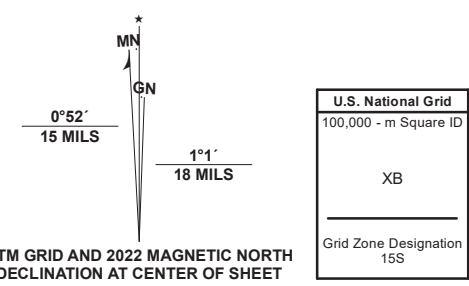 MN
GN
0°52´
15 MILS
1°1´
18 MILS
TM GRID AND 2022 MAGNETIC NORTH
DECLINATION AT CENTER OF SHEET
U.S. National Grid
100,000 - m Square ID
XB
Grid Zone Designation
15S